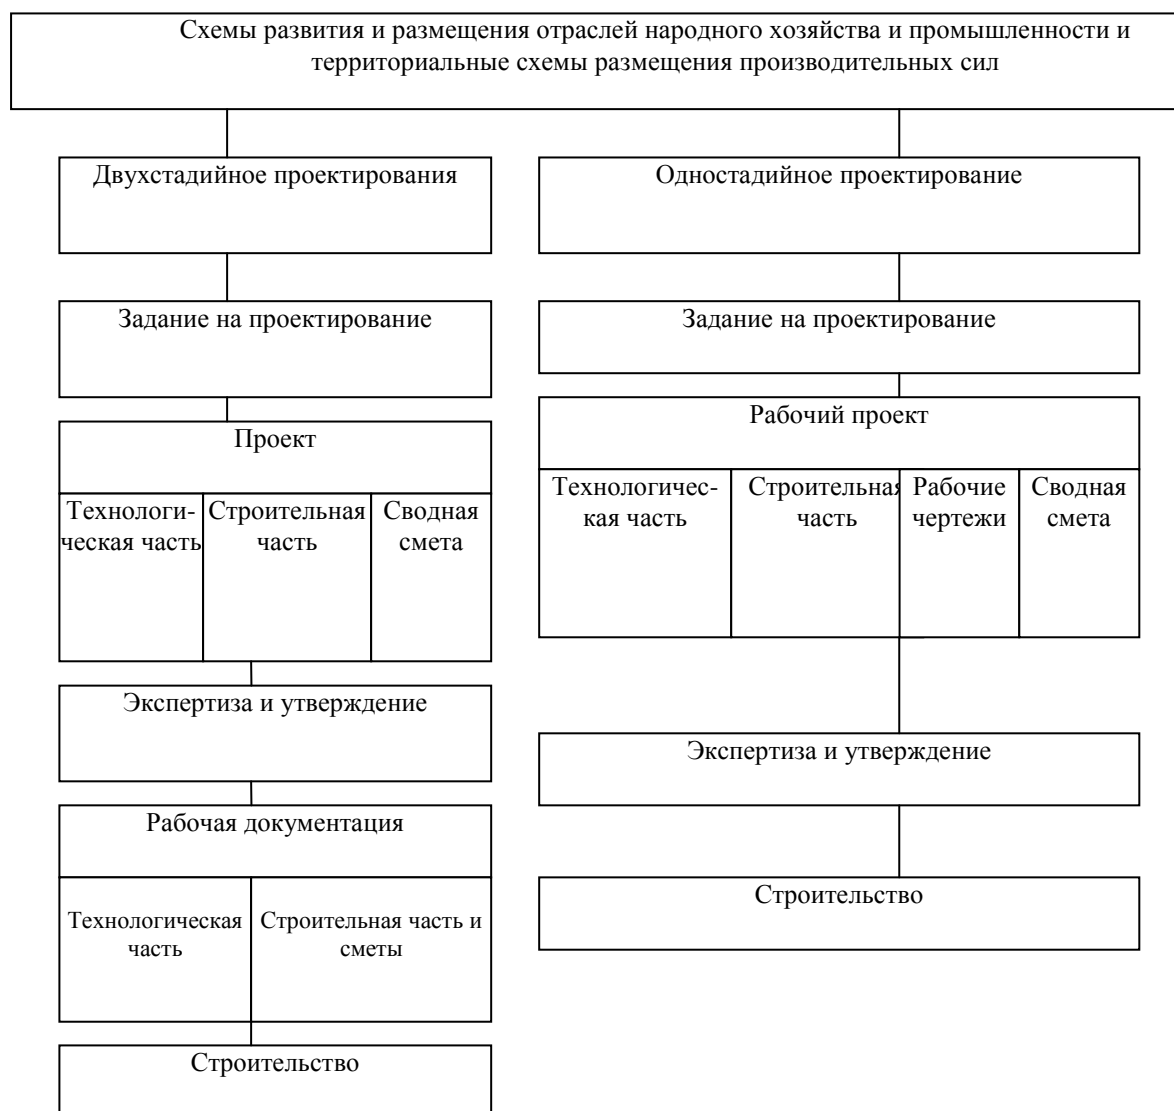 Схемы развития и размещения отраслей народного хозяйства и промышленности и
территориальные схемы размещения производительных сил
Двухстадийное проектирования
Задание на проектирование
Проект
Технологи-
ческая часть
Строительная
часть
Сводная
смета
Экспертиза и утверждение
Рабочая документация
Технологическая
часть
Строительная часть и
сметы
Строительство
Одностадийное проектирование
Задание на проектирование
Рабочий проект
Технологичес-
кая часть
Строительная
часть
Рабочие
чертежи
Сводная
смета
Экспертиза и утверждение
Строительство